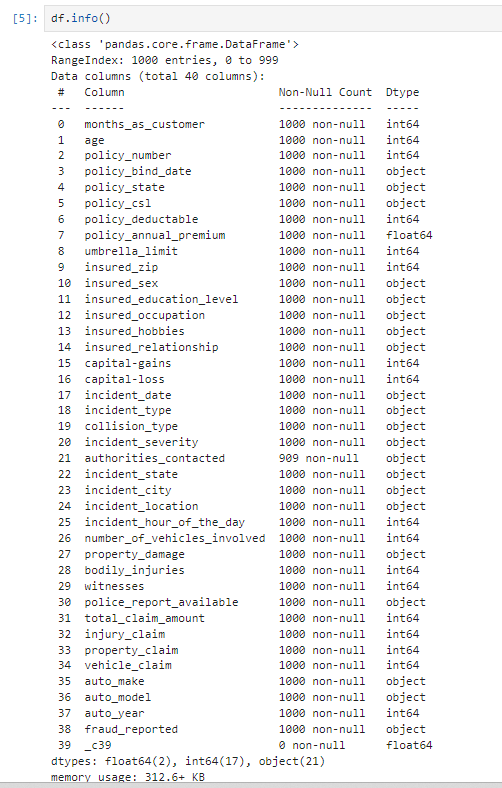 [5]: df.info()
<class 'pandas.core.frame.DataFrame'>
RangeIndex: 1000 entries, 0 to 999
Data columns (total 40 columns):
 #   Column                       Non-Null Count  Dtype
---  ------                       --------------  -----
 0   months_as_customer           1000 non-null   int64
 1   age                          1000 non-null   int64
 2   policy_number                1000 non-null   int64
 3   policy_bind_date             1000 non-null   object
 4   policy_state                 1000 non-null   object
 5   policy_csl                   1000 non-null   object
 6   policy_deductable            1000 non-null   int64
 7   policy_annual_premium        1000 non-null   float64
 8   umbrella_limit               1000 non-null   int64
 9   insured_zip                  1000 non-null   int64
 10  insured_sex                  1000 non-null   object
 11  insured_education_level      1000 non-null   object
 12  insured_occupation           1000 non-null   object
 13  insured_hobbies              1000 non-null   object
 14  insured_relationship         1000 non-null   object
 15  capital-gains                1000 non-null   int64
 16  capital-loss                 1000 non-null   int64
 17  incident_date                1000 non-null   object
 18  incident_type                1000 non-null   object
 19  collision_type               1000 non-null   object
 20  incident_severity            1000 non-null   object
 21  authorities_contacted        909 non-null    object
 22  incident_state               1000 non-null   object
 23  incident_city                1000 non-null   object
 24  incident_location            1000 non-null   object
 25  incident_hour_of_the_day     1000 non-null   int64
 26  number_of_vehicles_involved  1000 non-null   int64
 27  property_damage              1000 non-null   object
 28  bodily_injuries              1000 non-null   int64
 29  witnesses                    1000 non-null   int64
 30  police_report_available      1000 non-null   object
 31  total_claim_amount           1000 non-null   int64
 32  injury_claim                 1000 non-null   int64
 33  property_claim               1000 non-null   int64
 34  vehicle_claim                1000 non-null   int64
 35  auto_make                    1000 non-null   object
 36  auto_model                   1000 non-null   object
 37  auto_year                    1000 non-null   int64
 38  fraud_reported               1000 non-null   object
 39  _c39                         0 non-null      float64
dtypes: float64(2), int64(17), object(21)
memory usage: 312.6+ KB